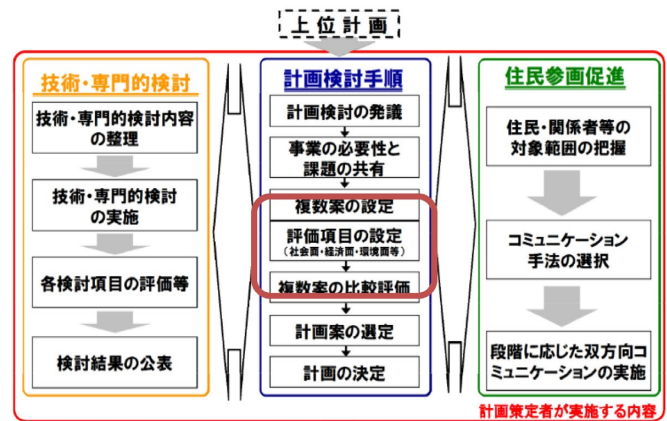 上位計画
技術・専門的検討
技術・専門的検討内容
の整理
技術・専門的検討
の実施
各検討項目の評価等
検討結果の公表
計画検討手順
計画検討の発議
事業の必要性と
課題の共有
複数案の設定
評価項目の設定
（社会面・経済面・環境面等）
複数案の比較評価
計画案の選定
計画の決定
住民参画促進
住民・関係者等の
対象範囲の把握
コミュニケーション
手法の選択
段階に応じた双方向コ
ミュニケーションの実施
計画策定者が実施する内容